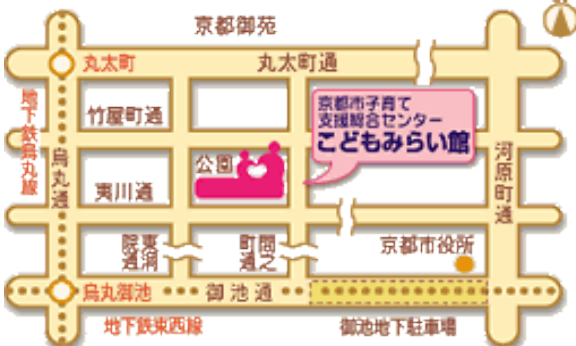 京都御苑
丸太町
丸太町通
竹屋町通
京都市子育て
支援総合センター
こどもみらい館
地下鉄烏丸線
烏丸通
公園
河原町通
夷川通
東洞院通
間之町通
京都市役所
烏丸御池
御池通
地下鉄東西線
御池地下駐車場